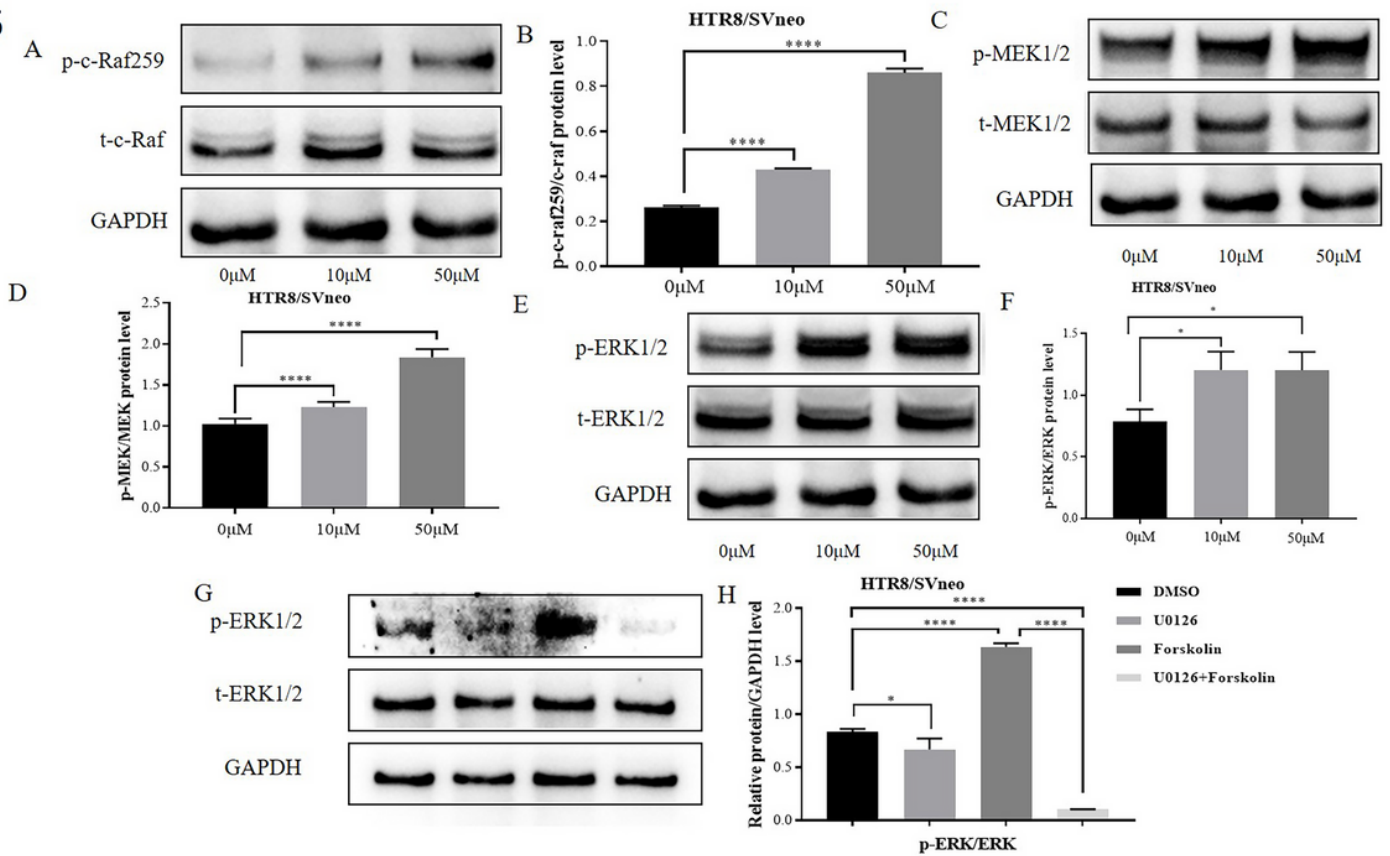 A
p-c-Raf259
t-c-Raf
GAPDH
0μM 10μM 50μM
B
HTR8/SVneo
p-c-raf259/c-raf protein level
1.0
0.8
0.6
0.4
0.2
0.0
****
****
0μM 10μM 50μM
C
p-MEK1/2
t-MEK1/2
GAPDH
0μM 10μM 50μM
D
HTR8/SVneo
p-MEK/MEK protein level
2.5
2.0
1.5
1.0
0.5
0.0
****
****
0μM 10μM 50μM
E
p-ERK1/2
t-ERK1/2
GAPDH
0μM 10μM 50μM
F
HTR8/SVneo
p-ERK/ERK protein level
1.5
1.0
0.5
0.0
*
*
0μM 10μM 50μM
G
p-ERK1/2
t-ERK1/2
GAPDH
H
HTR8/SVneo
Relative protein/GAPDH level
2.0
1.5
1.0
0.5
0.0
****
**** ****
*
p-ERK/ERK
DMSO
U0126
Forskolin
U0126+Forskolin